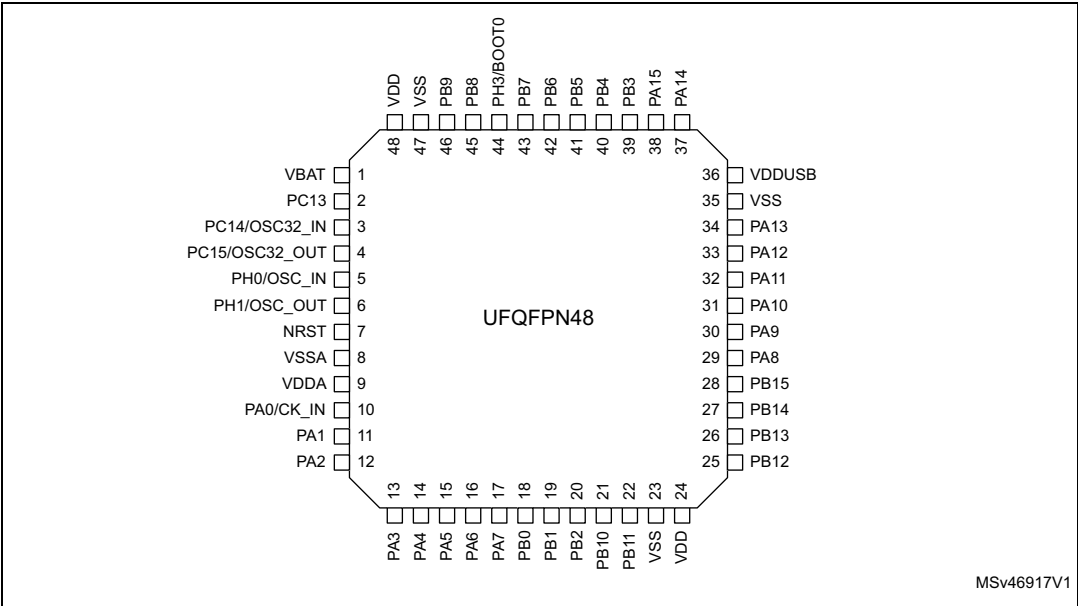 VDD
VSS
PB9
PB8
PH3/BOOT0
PB7
PB6
PB5
PB4
PB3
PA15
PA14
48
47
46
45
44
43
42
41
40
39
38
37
VBAT 1
PC13 2
PC14/OSC32_IN 3
PC15/OSC32_OUT 4
PH0/OSC_IN 5
PH1/OSC_OUT 6
NRST 7
VSSA 8
VDDA 9
PA0/CK_IN 10
PA1 11
PA2 12
UFQFPN48
36 VDDUSB
35 VSS
34 PA13
33 PA12
32 PA11
31 PA10
30 PA9
29 PA8
28 PB15
27 PB14
26 PB13
25 PB12
13
14
15
16
17
18
19
20
21
22
23
24
PA3
PA4
PA5
PA6
PA7
PB0
PB1
PB2
PB10
PB11
VSS
VDD
MSv46917V1